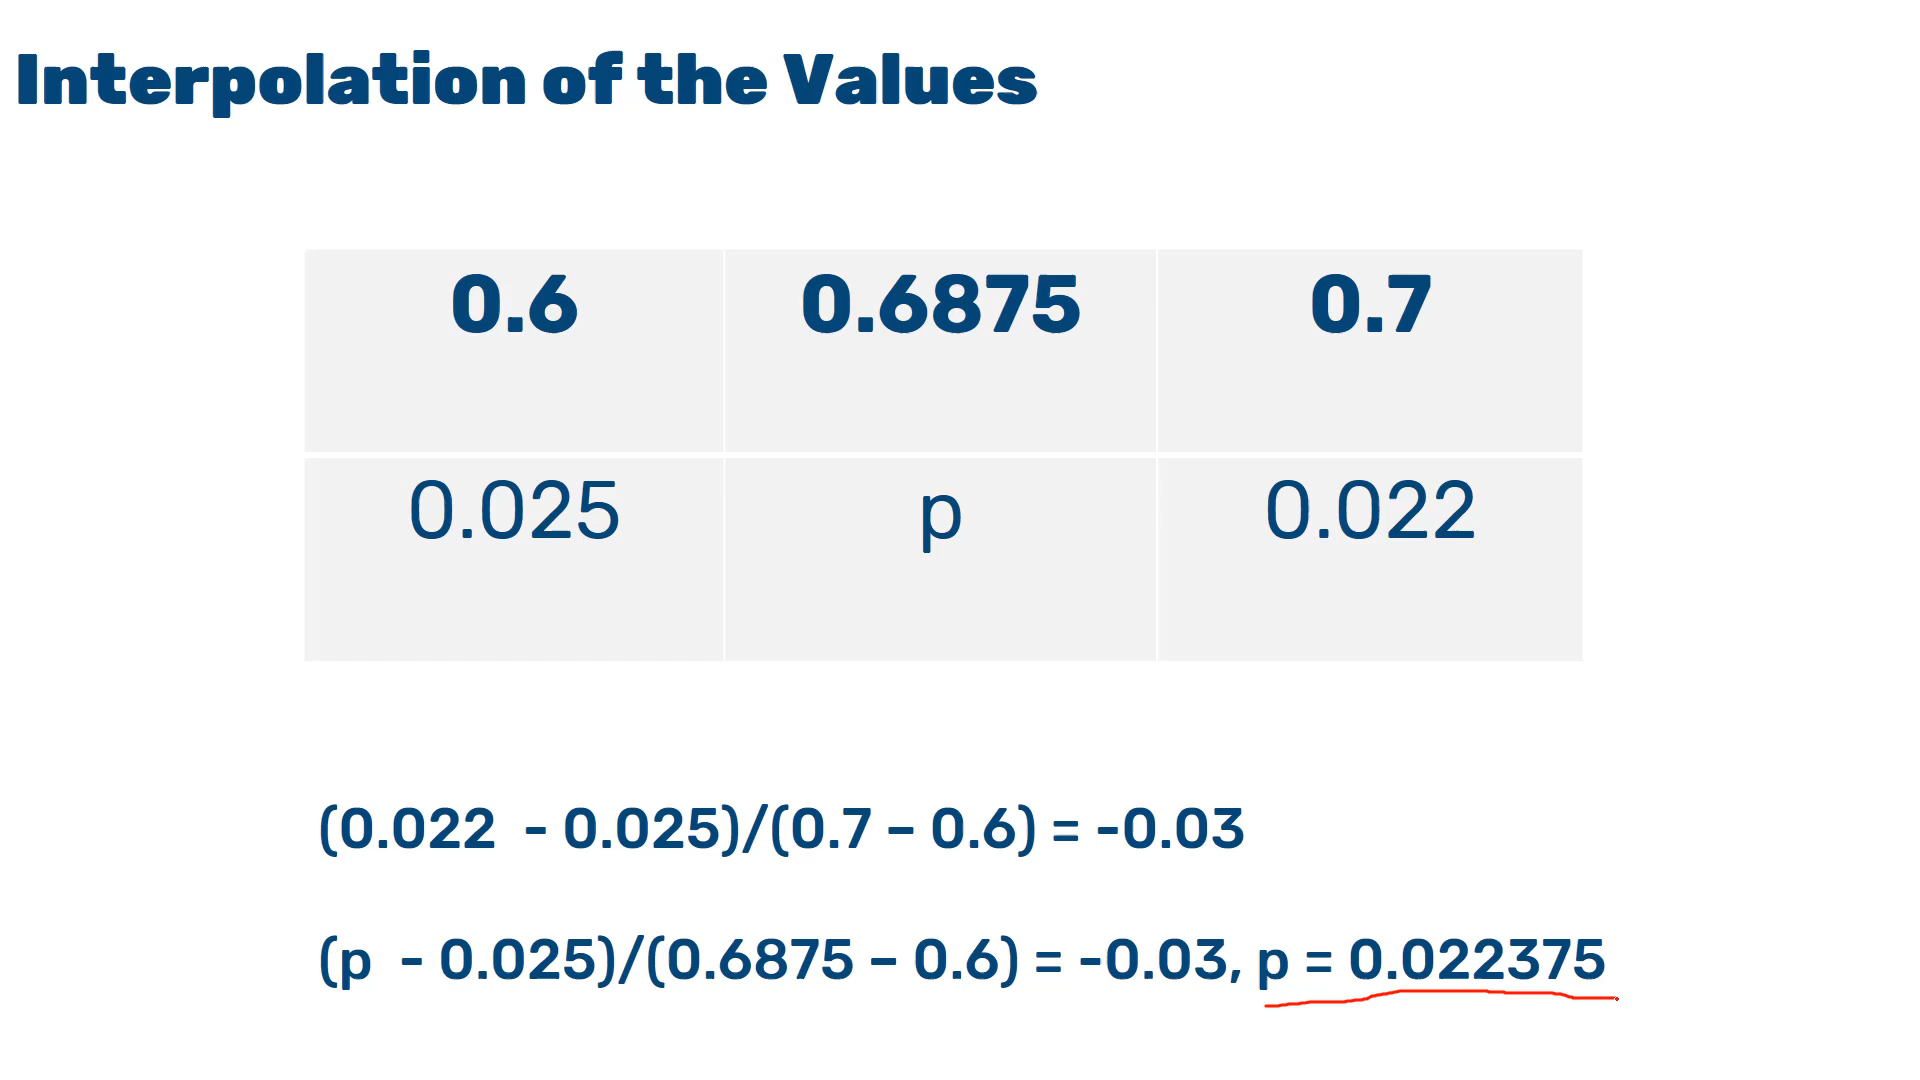 Interpolation of the Values
0.6 0.6875 0.7
0.025 p 0.022
(0.022 - 0.025)/(0.7 – 0.6) = -0.03
(p - 0.025)/(0.6875 – 0.6) = -0.03, p = 0.022375